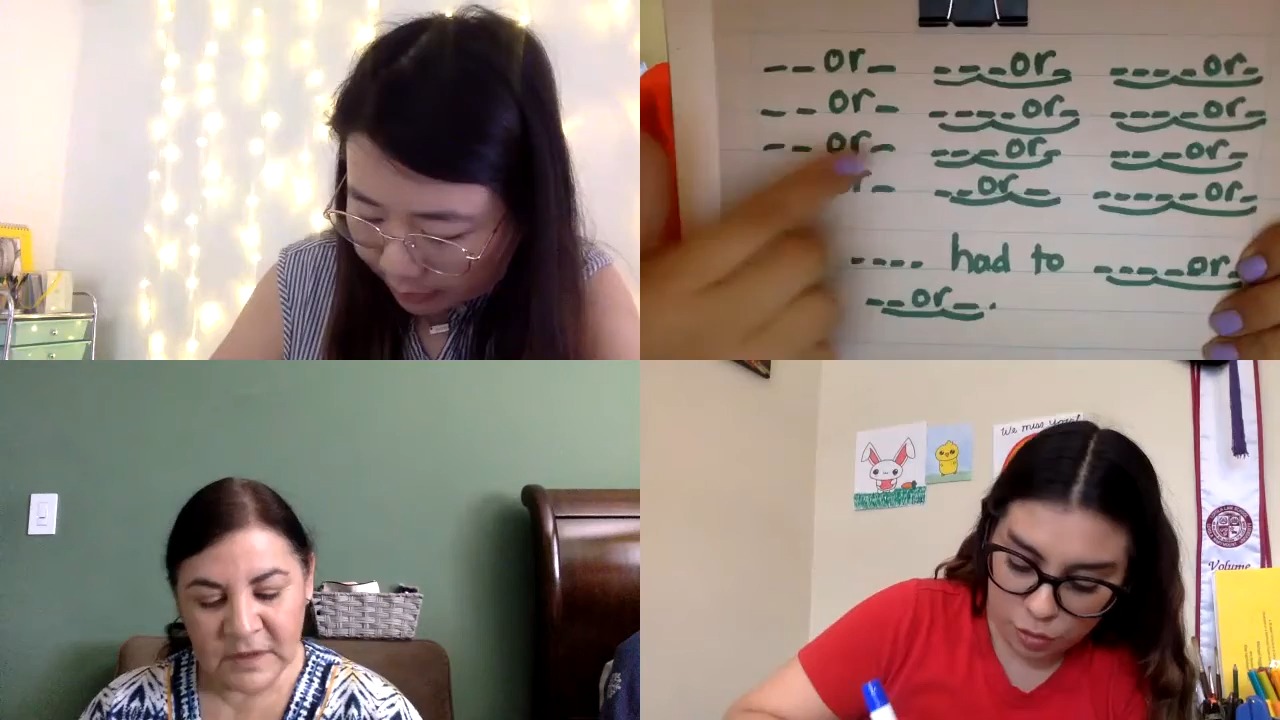 _ _ or _ _ _ _ or _ _ _ _ _ or _
_ _ or _ _ _ _ _ or _ _ _ _ _ or _
_ _ or _ _ _ _ or _ _ _ _ or _
r _ _ _ or _ _ _ _ _ _ or _
_ _ _ _ had to _ _ _ _ or _
_ _ or _ .
We miss
Volume